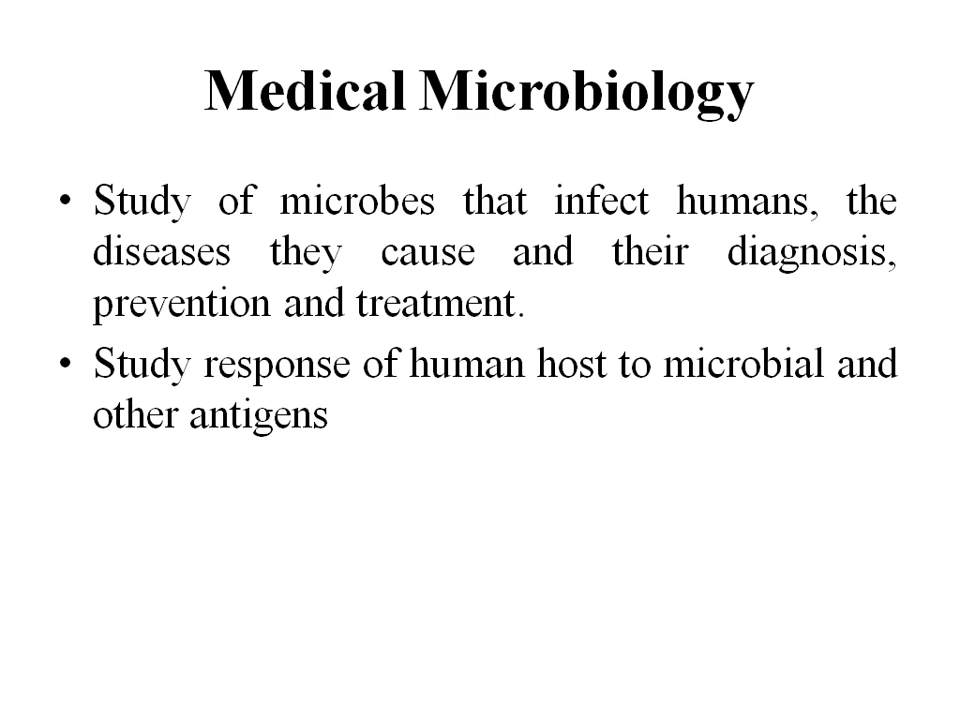 Medical Microbiology
• Study of microbes that infect humans, the
diseases they cause and their diagnosis,
prevention and treatment.
• Study response of human host to microbial and
other antigens